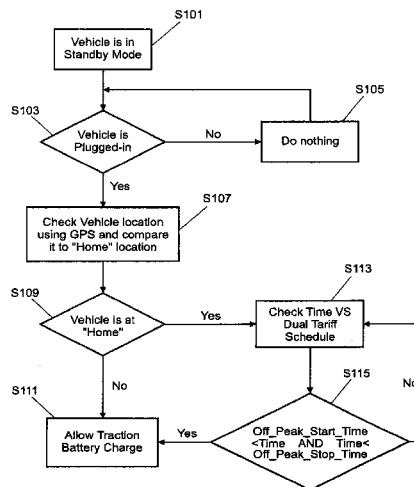 S101
Vehicle is in
Standby Mode
S103
Vehicle is
Plugged-in
No
S105
Do nothing
Yes
S107
Check Vehicle location
using GPS and compare
it to "Home" location
S109
Vehicle is at
"Home"
Yes
S113
Check Time VS
Dual Tariff
Schedule
No
S111
Allow Traction
Battery Charge
Yes
S115
Off_Peak_Start_Time
<Time AND Time<
Off_Peak_Stop_Time
No